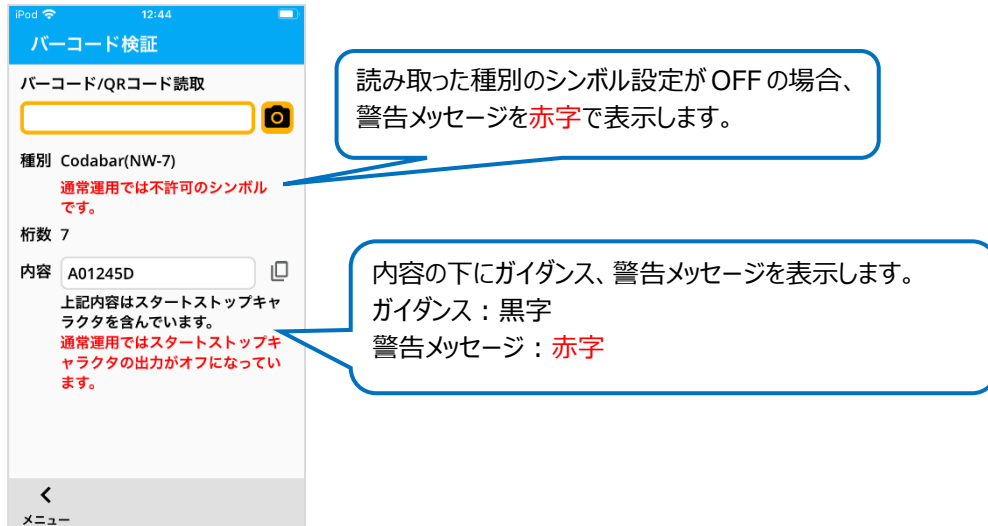 iPod 12:44
バーコード検証
バーコード/QRコード読取
種別 Codabar(NW-7)
通常運用では不許可のシンボル
です。
桁数 7
内容 A01245D
上記内容はスタートストップキャ
ラクタを含んでいます。
通常運用ではスタートストップキ
ャラクタの出力がオフになってい
ます。
メニュー
読み取った種別のシンボル設定が OFF の場合、
警告メッセージを赤字で表示します。
内容の下にガイダンス、警告メッセージを表示します。
ガイダンス：黒字
警告メッセージ：赤字